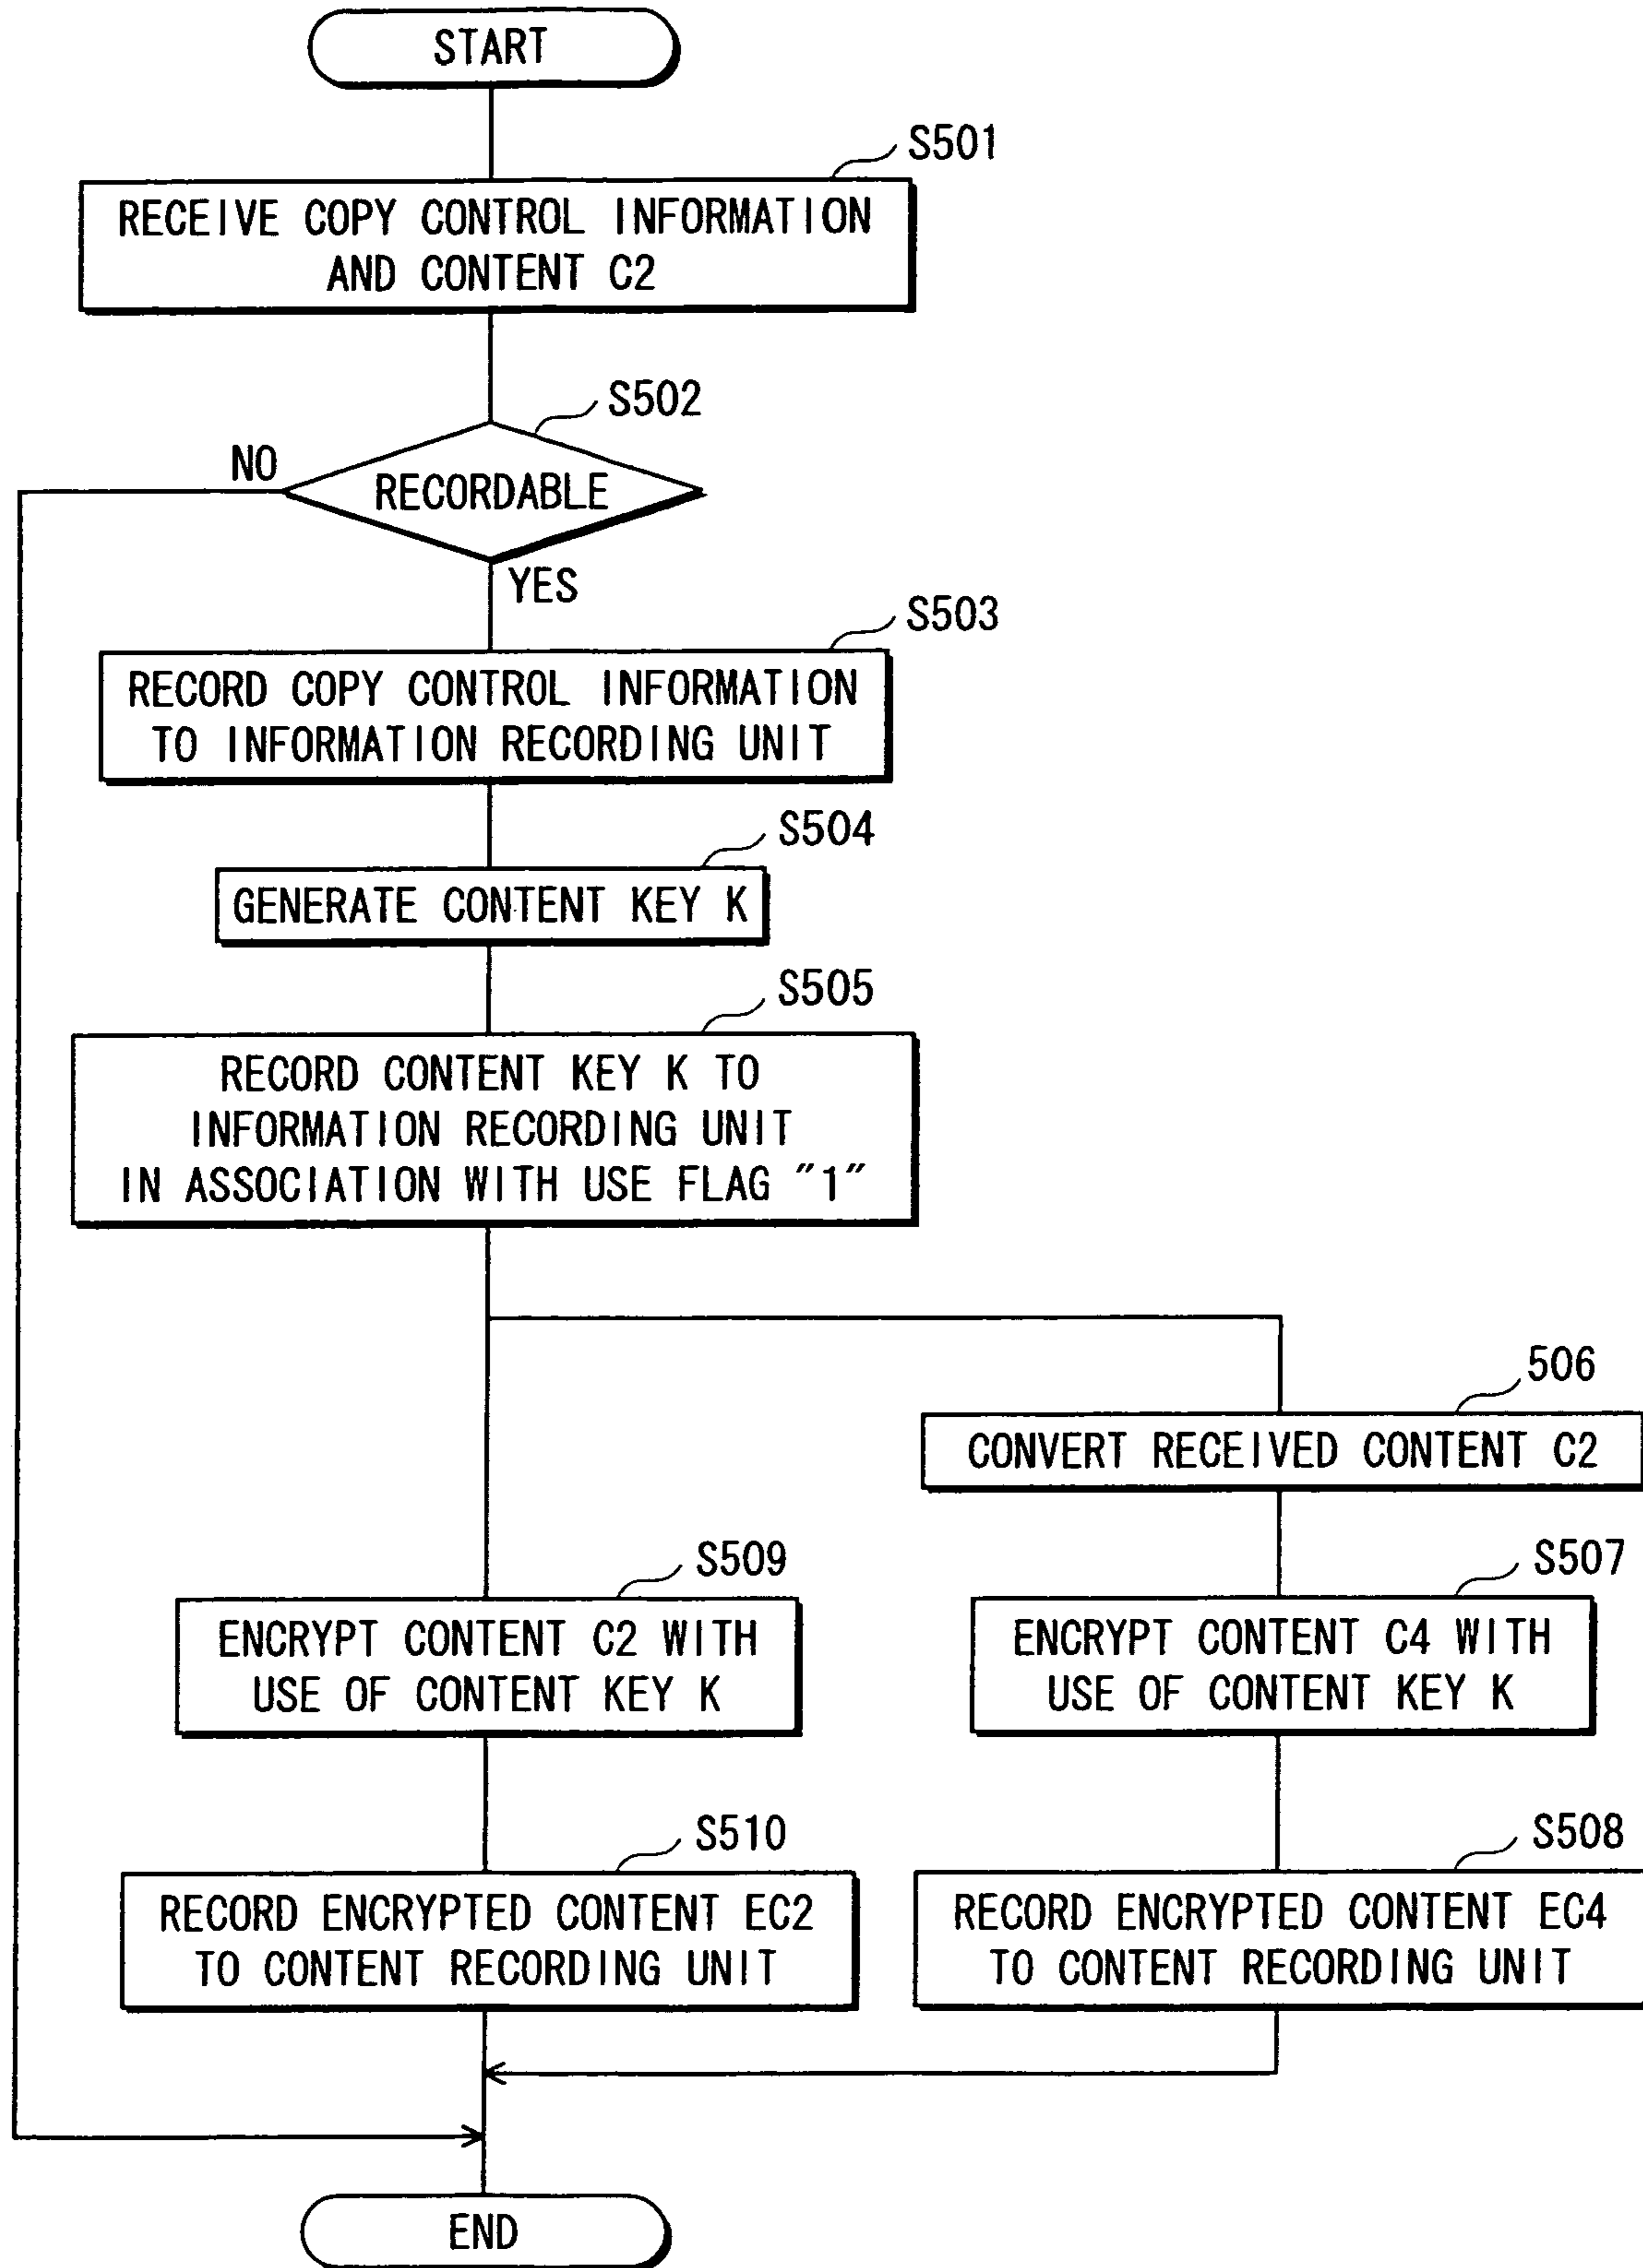 START
S501
RECEIVE COPY CONTROL INFORMATION
AND CONTENT C2
S502
NO
RECORDABLE
YES
S503
RECORD COPY CONTROL INFORMATION
TO INFORMATION RECORDING UNIT
S504
GENERATE CONTENT KEY K
S505
RECORD CONTENT KEY K TO
INFORMATION RECORDING UNIT
IN ASSOCIATION WITH USE FLAG "1"
506
CONVERT RECEIVED CONTENT C2
S509
ENCRYPT CONTENT C2 WITH
USE OF CONTENT KEY K
S507
ENCRYPT CONTENT C4 WITH
USE OF CONTENT KEY K
S510
RECORD ENCRYPTED CONTENT EC2
TO CONTENT RECORDING UNIT
S508
RECORD ENCRYPTED CONTENT EC4
TO CONTENT RECORDING UNIT
END